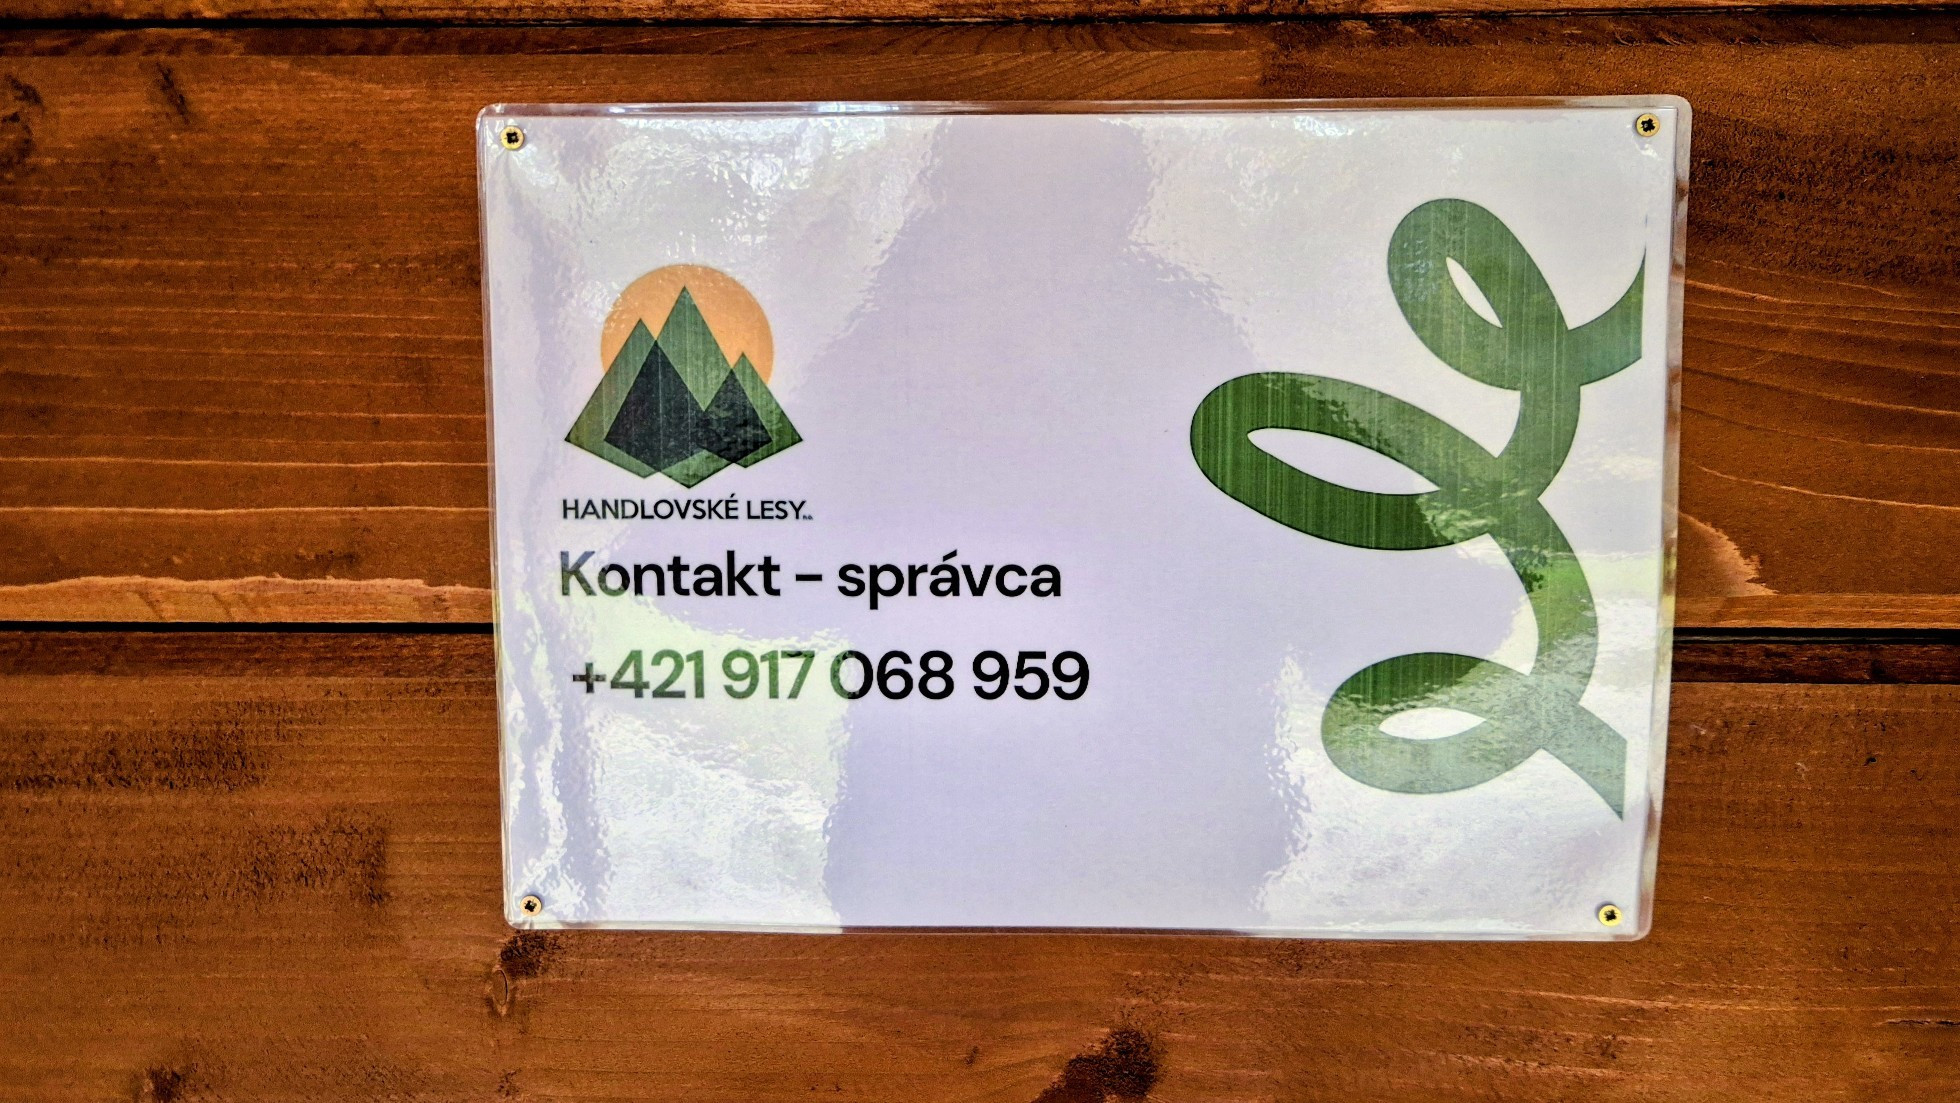 HANDLOVSKÉ LESY
Kontakt – správca
+421 917 068 959